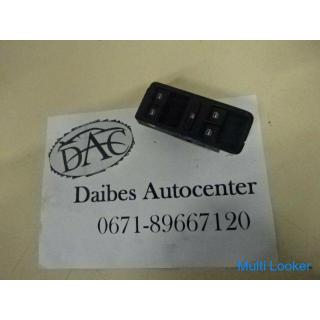 DAC
Daibes Autocenter
0671-89667120
Multi Looker